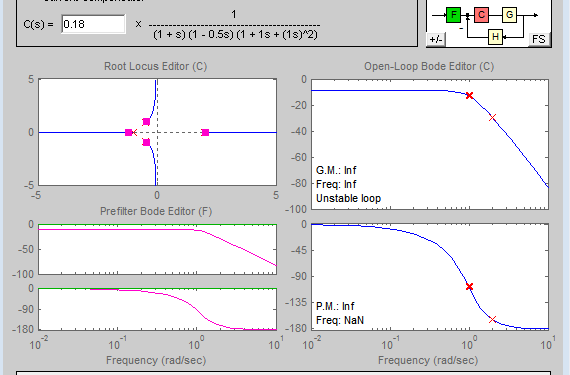 1
C(s) = 0.18 x
(1 + s) (1 - 0.5s) (1 + 1s + (1s)^2)
F C G
H
+/- FS
Root Locus Editor (C)
5
0
-5
-5 0 5
Prefilter Bode Editor (F)
0
-50
-100
0
-90
-180
10^-2 10^-1 10^0 10^1
Frequency (rad/sec)
Open-Loop Bode Editor (C)
0
-20
-40
-60
-80
-100
G.M.: Inf
Freq: Inf
Unstable loop
0
-45
-90
-135
-180
P.M.: Inf
Freq: NaN
10^-2 10^-1 10^0 10^1
Frequency (rad/sec)